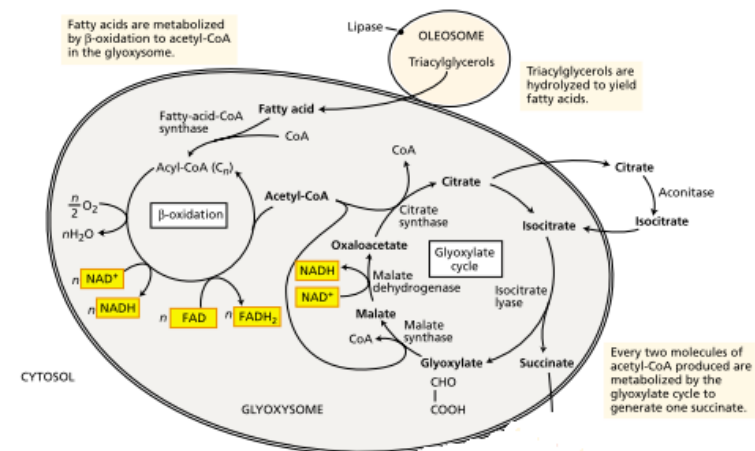 Fatty acids are metabolized
by β-oxidation to acetyl-CoA
in the glyoxysome.
Lipase
OLEOSOME
Triacylglycerols
Triacylglycerols are
hydrolyzed to yield
fatty acids.
Fatty-acid-CoA
synthase
Fatty acid
CoA
Acyl-CoA (Cn)
n/2 O2
nH2O
β-oxidation
n NAD+
n NADH
n FAD
n FADH2
Acetyl-CoA
CoA
Citrate
Citrate
synthase
Citrate
Aconitase
Isocitrate
Isocitrate
Oxaloacetate
Glyoxylate
cycle
NADH
NAD+
Malate
dehydrogenase
Isocitrate
lyase
Malate
Malate
synthase
CoA
Glyoxylate
CHO
COOH
Succinate
CYTOSOL
GLYOXYSOME
Every two molecules of
acetyl-CoA produced are
metabolized by the
glyoxylate cycle to
generate one succinate.